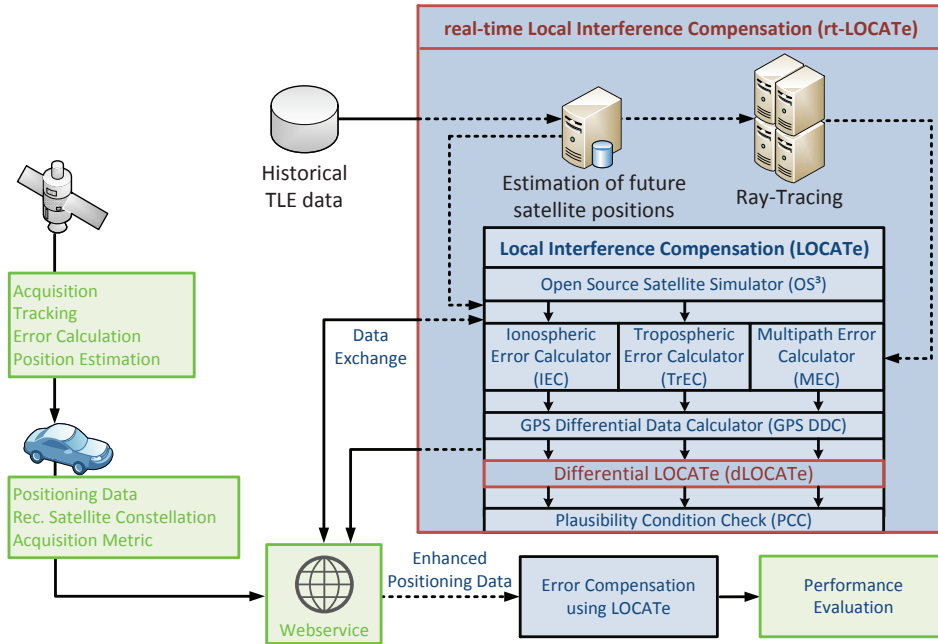 real-time Local Interference Compensation (rt-LOCATe)
Historical
TLE data
Estimation of future
satellite positions
Ray-Tracing
Local Interference Compensation (LOCATe)
Open Source Satellite Simulator (OS³)
Ionospheric
Error Calculator
(IEC)
Tropospheric
Error Calculator
(TrEC)
Multipath Error
Calculator
(MEC)
GPS Differential Data Calculator (GPS DDC)
Differential LOCATe (dLOCATe)
Plausibility Condition Check (PCC)
Acquisition
Tracking
Error Calculation
Position Estimation
Data
Exchange
Positioning Data
Rec. Satellite Constellation
Acquisition Metric
Webservice
Enhanced
Positioning Data
Error Compensation
using LOCATe
Performance
Evaluation